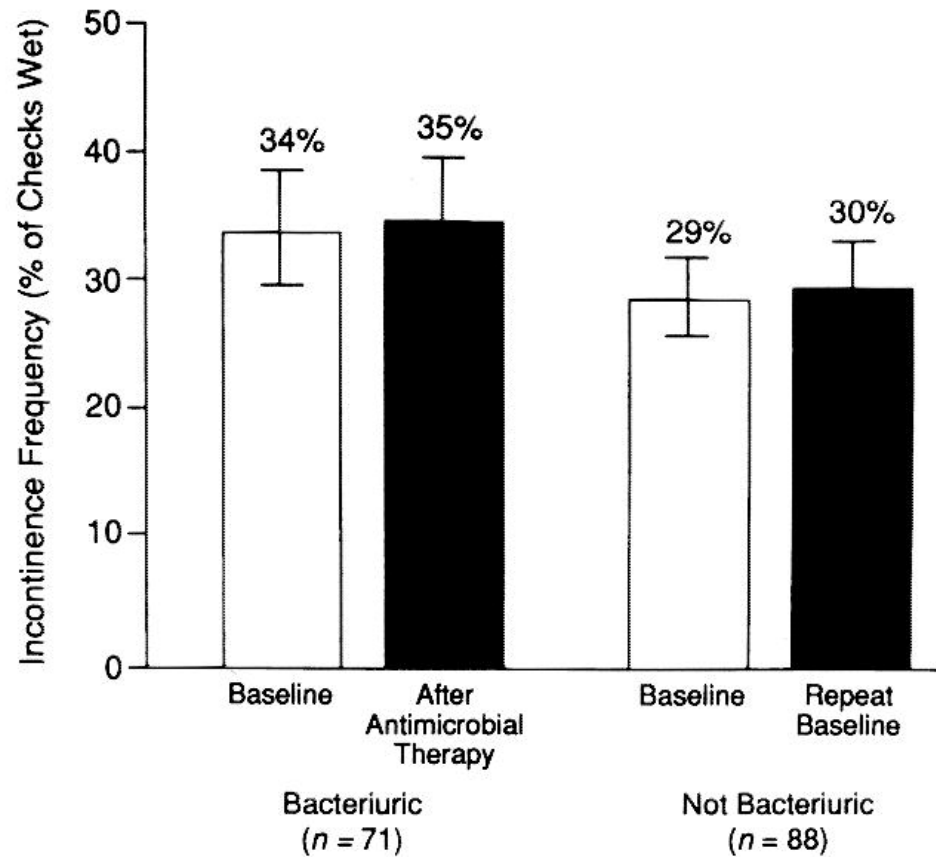 Incontinence Frequency (% of Checks Wet)
50
40
30
20
10
0
34%
35%
29%
30%
Baseline
After
Antimicrobial
Therapy
Baseline
Repeat
Baseline
Bacteriuric
(n = 71)
Not Bacteriuric
(n = 88)